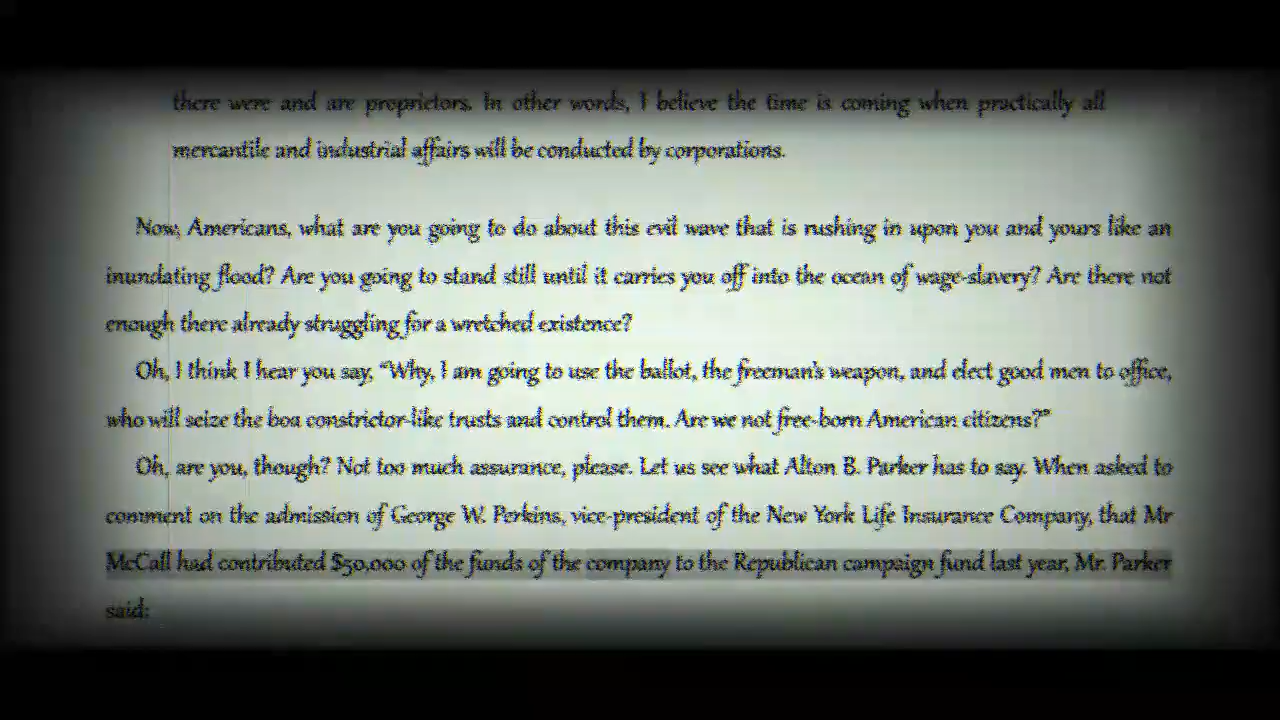 there were and are proprietors. In other words, I believe the time is coming when practically all
mercantile and industrial affairs will be conducted by corporations.
Now, Americans, what are you going to do about this evil wave that is rushing in upon you and yours like an
inundating flood? Are you going to stand still until it carries you off into the ocean of wage-slavery? Are there not
enough there already struggling for a wretched existence?
Oh, I think I hear you say, “Why, I am going to use the ballot, the freeman’s weapon, and elect good men to office,
who will seize the boa constrictor-like trusts and control them. Are we not free-born American citizens?”
Oh, are you, though? Not too much assurance, please. Let us see what Alton B. Parker has to say. When asked to
comment on the admission of George W. Perkins, vice-president of the New York Life Insurance Company, that Mr
McCall had contributed $50,000 of the funds of the company to the Republican campaign fund last year, Mr. Parker
said: